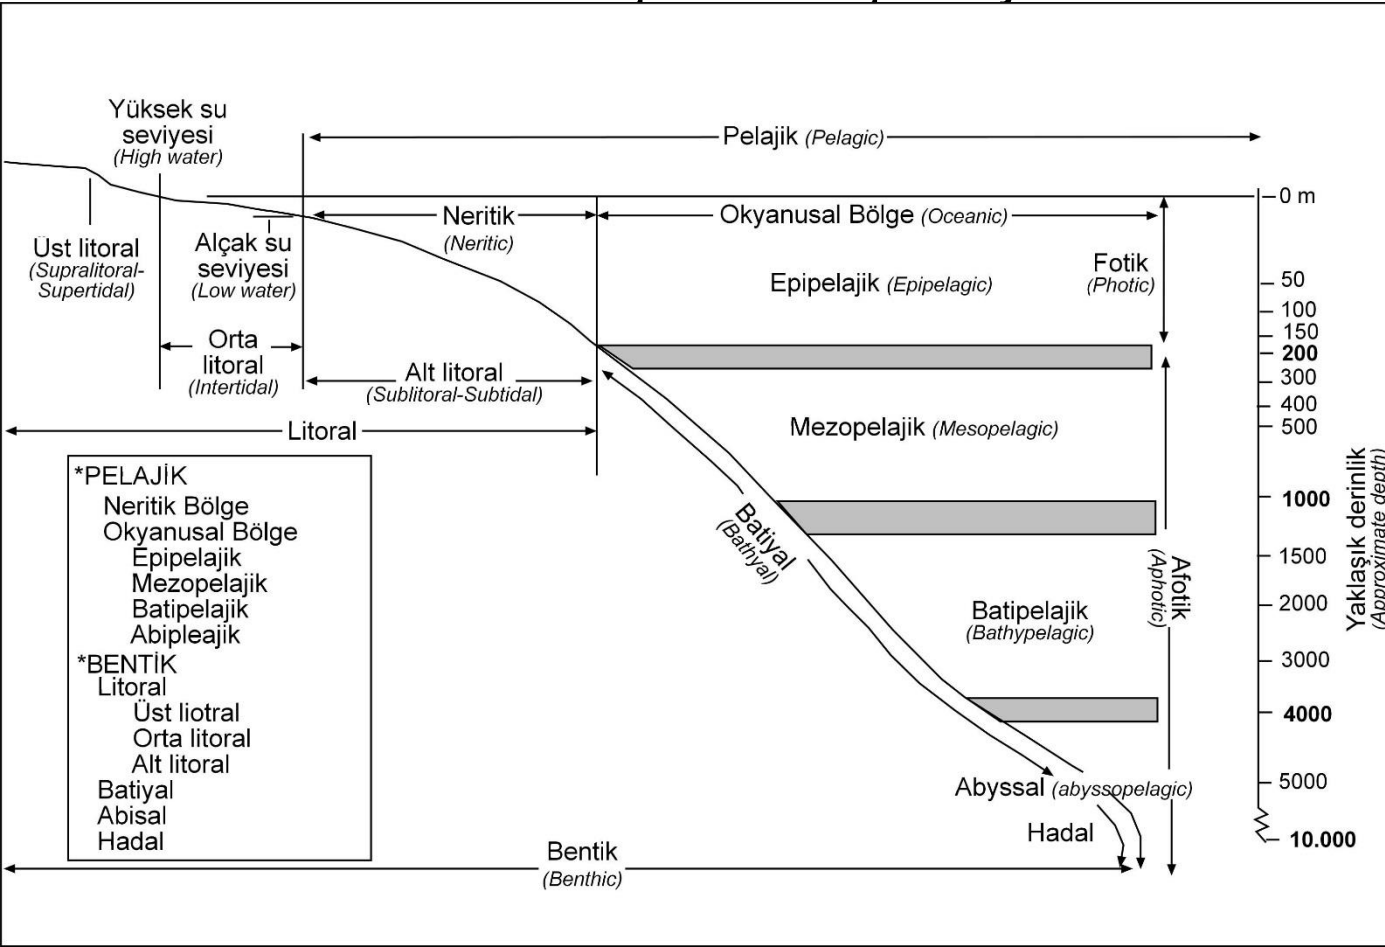 Yüksek su
seviyesi
(High water)
Pelajik (Pelagic)
0 m
Neritik
(Neritic)
Okyanusal Bölge (Oceanic)
Üst litoral
(Supralitoral-
Supertidal)
Alçak su
seviyesi
(Low water)
Epipelajik (Epipelagic)
Fotik
(Photic)
50
100
150
200
300
400
500
1000
1500
2000
3000
4000
5000
10.000
Yaklaşık derinlik
(Approximate depth)
Orta
litoral
(Intertidal)
Alt litoral
(Sublitoral-Subtidal)
Litoral
Mezopelajik (Mesopelagic)
Batiyal
(Bathyal)
Afotik
(Aphotic)
Batipelajik
(Bathypelagic)
Abyssal (abyssopelagic)
Hadal
Bentik
(Benthic)
*PELAJİK
Neritik Bölge
Okyanusal Bölge
Epipelajik
Mezopelajik
Batipelajik
Abipleajik
*BENTİK
Litoral
Üst liotral
Orta litoral
Alt litoral
Batiyal
Abisal
Hadal